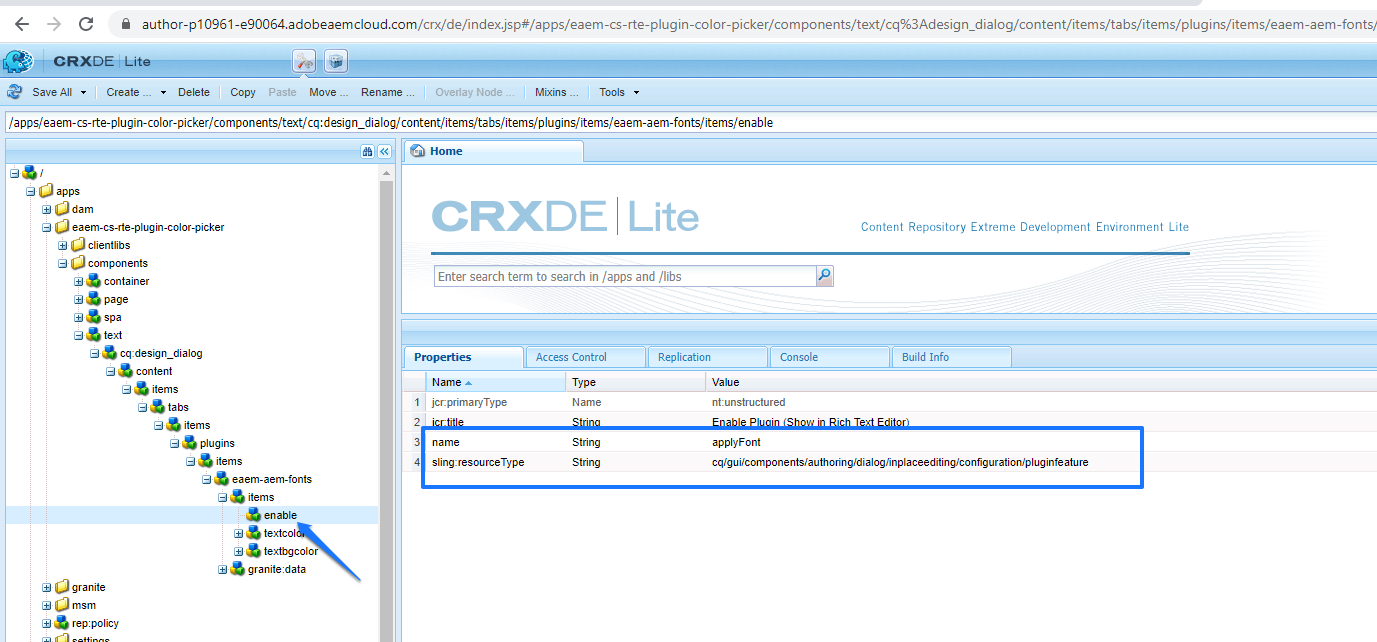 author-p10961-e90064.adobeaemcloud.com/crx/de/index.jsp#/apps/eaem-cs-rte-plugin-color-picker/components/text/cq%3Adesign_dialog/content/items/tabs/items/plugins/items/eaem-aem-fonts/
CRXDE | Lite
Save All Create ... Delete Copy Paste Move ... Rename ... Overlay Node ... Mixins ... Tools
/apps/eaem-cs-rte-plugin-color-picker/components/text/cq:design_dialog/content/items/tabs/items/plugins/items/eaem-aem-fonts/items/enable
/
apps
dam
eaem-cs-rte-plugin-color-picker
clientlibs
components
container
page
spa
text
cq:design_dialog
content
items
tabs
items
plugins
items
eaem-aem-fonts
items
enable
textcolor
textbgcolor
granite:data
granite
msm
rep:policy
settings
Home
CRXDE | Lite
Content Repository Extreme Development Environment Lite
Enter search term to search in /apps and /libs
Properties Access Control Replication Console Build Info
Name Type Value
1 jcr:primaryType Name nt:unstructured
2 jcr:title String Enable Plugin (Show in Rich Text Editor)
3 name String applyFont
4 sling:resourceType String cq/gui/components/authoring/dialog/inplaceediting/configuration/pluginfeature